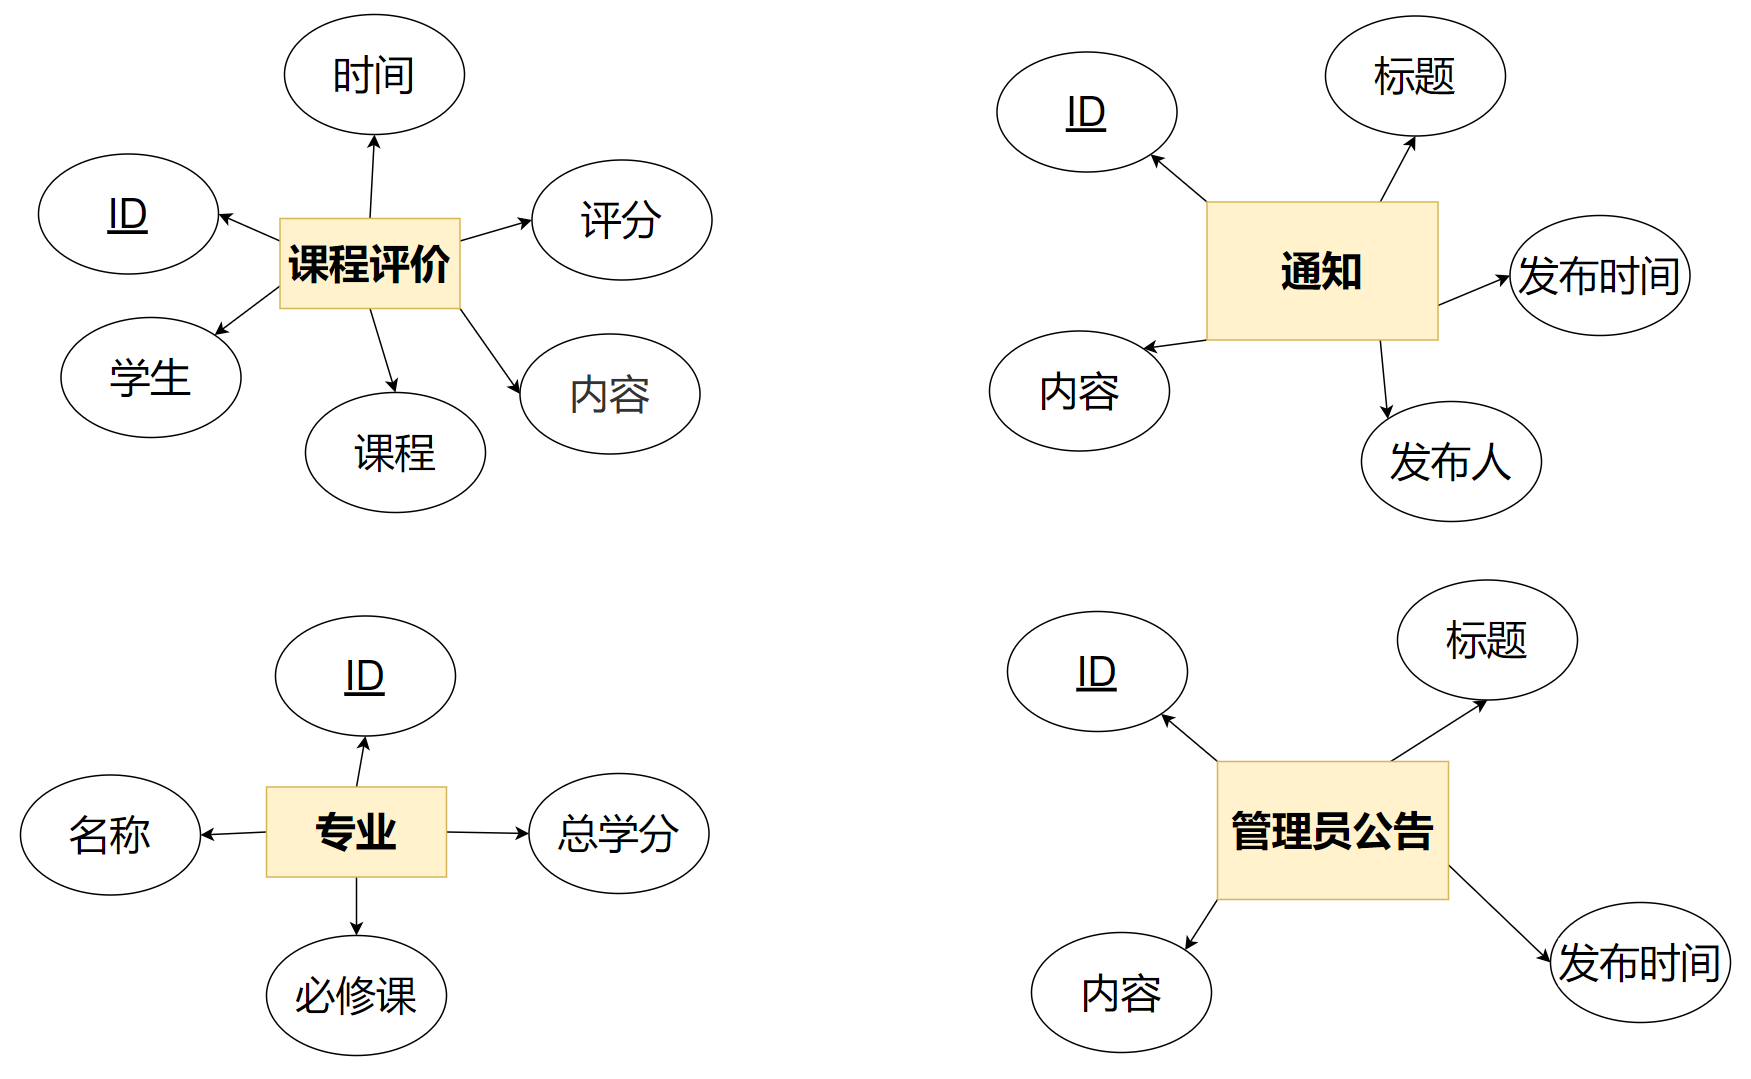 时间
ID
评分
课程评价
学生
内容
课程
标题
ID
通知
发布时间
内容
发布人
ID
名称
专业
总学分
必修课
标题
ID
管理员公告
内容
发布时间